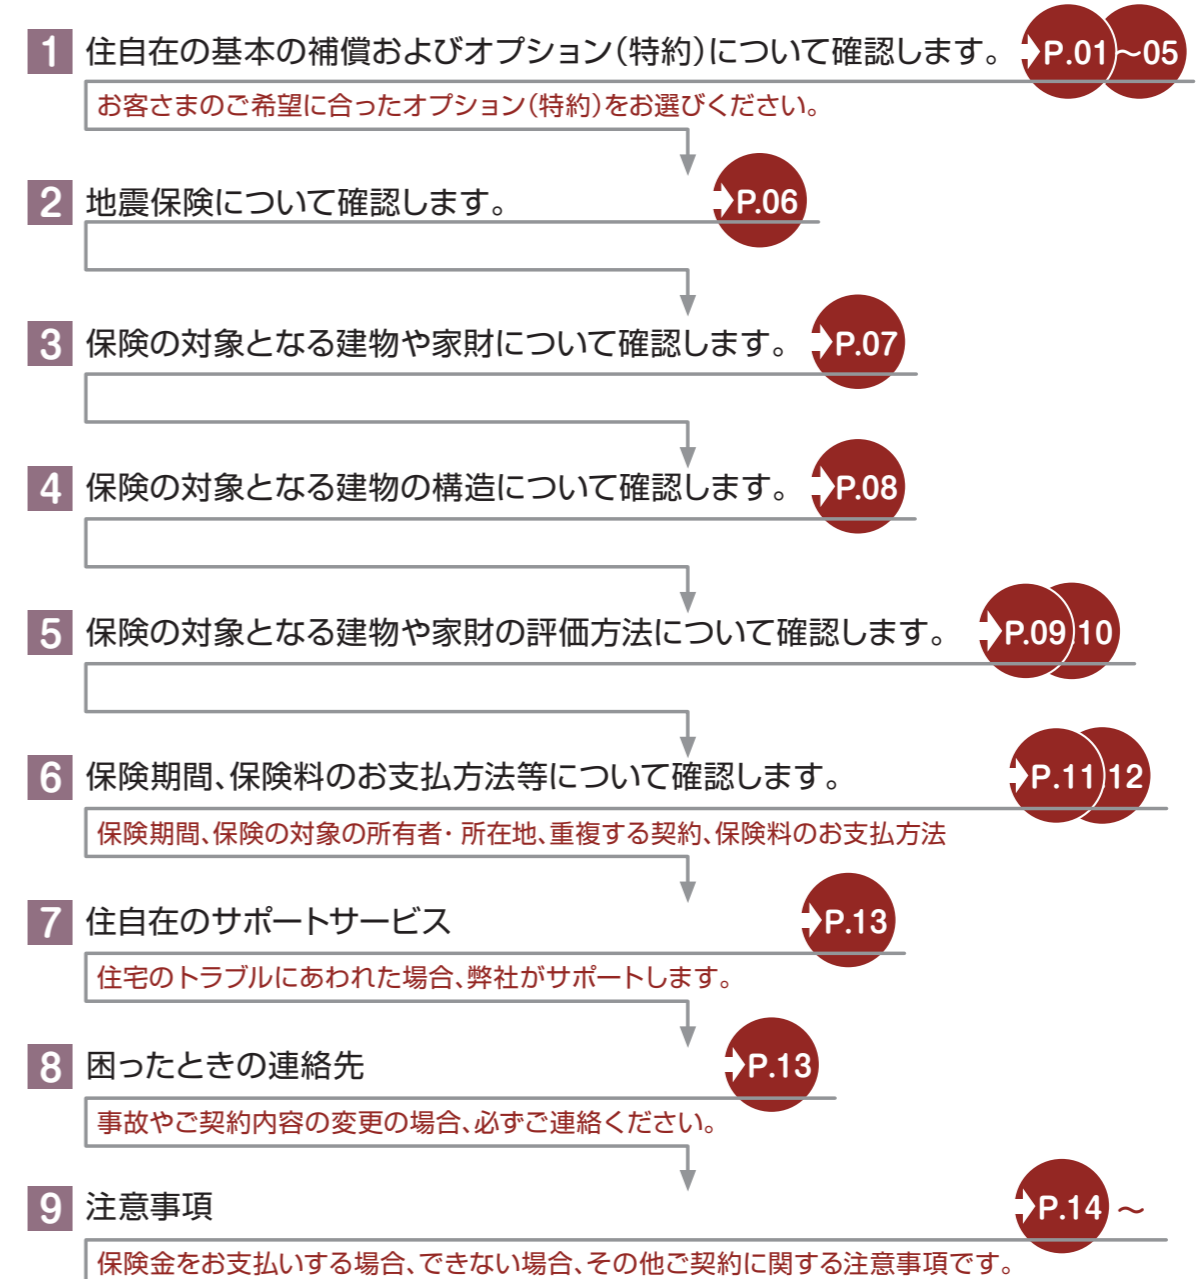 1 住自在の基本の補償およびオプション(特約)について確認します。 P.01〜05
お客さまのご希望に合ったオプション(特約)をお選びください。
2 地震保険について確認します。 P.06
3 保険の対象となる建物や家財について確認します。 P.07
4 保険の対象となる建物の構造について確認します。 P.08
5 保険の対象となる建物や家財の評価方法について確認します。 P.09 10
6 保険期間、保険料のお支払方法等について確認します。 P.11 12
保険期間、保険の対象の所有者・所在地、重複する契約、保険料のお支払方法
7 住自在のサポートサービス P.13
住宅のトラブルにあわれた場合、弊社がサポートします。
8 困ったときの連絡先 P.13
事故やご契約内容の変更の場合、必ずご連絡ください。
9 注意事項 P.14 〜
保険金をお支払いする場合、できない場合、その他ご契約に関する注意事項です。